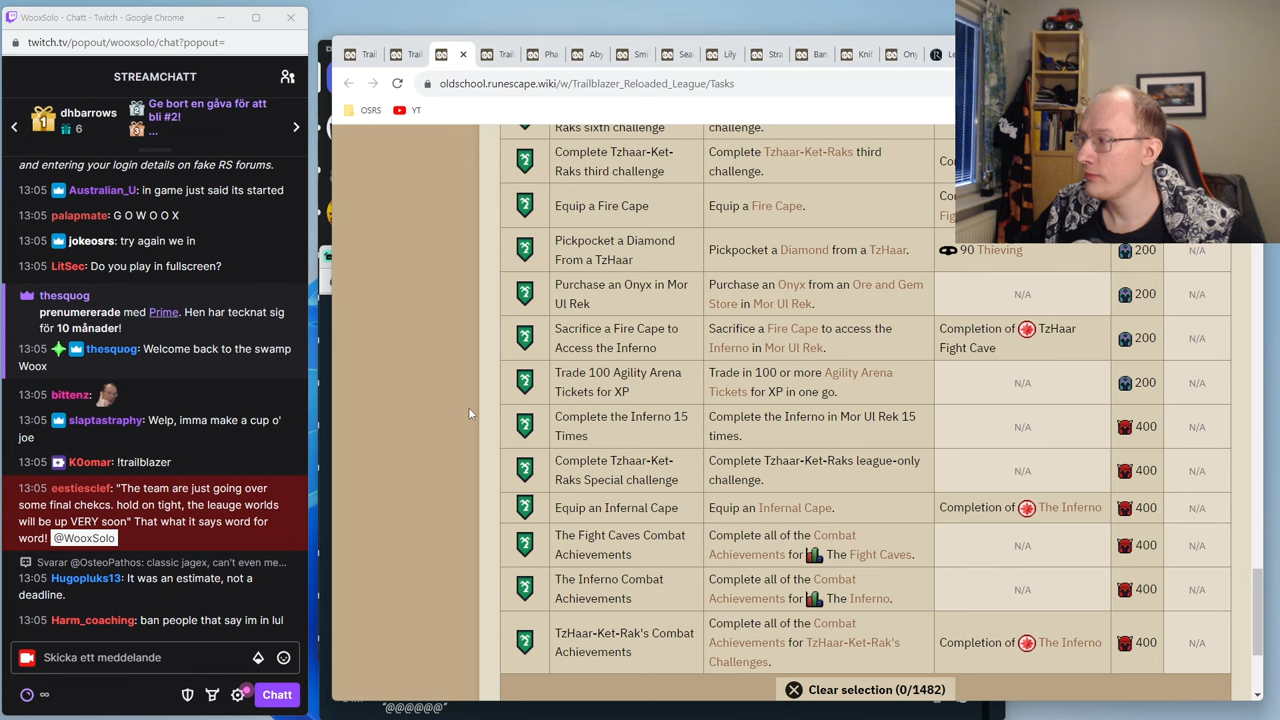 WooxSolo - Chatt - Twitch - Google Chrome
twitch.tv/popout/wooxsolo/chat?popout=
STREAMCHATT
dhbarrows
6
Ge bort en gåva för att
bli #2!
...
and entering your login details on fake RS forums.
13:05 Australian_U: in game just said its started
13:05 palapmate: G O W O O X
13:05 jokeosrs: try again we in
13:05 LitSec: Do you play in fullscreen?
thesquog
prenumererade med Prime. Hen har tecknat sig
för 10 månader!
13:05 thesquog: Welcome back to the swamp
Woox
13:05 bittenz:
13:05 slaptastraphy: Welp, imma make a cup o'
joe
13:05 K0omar: !trailblazer
13:05 eestiesclef: "The team are just going over
some final chekcs. hold on tight, the leauge worlds
will be up VERY soon" That what it says word for
word! @WooxSolo
Svarar @OsteoPathos: classic jagex, can't even me...
13:05 Hugopluks13: It was an estimate, not a
deadline.
13:05 Harm_coaching: ban people that say im in lul
Skicka ett meddelande
Chatt
Trail
Trail
Trail
Pha
Aby
Smi
Sea
Lily
Stra
Ban
Knif
Ony
Le
oldschool.runescape.wiki/w/Trailblazer_Reloaded_League/Tasks
OSRS
YT
Raks sixth challenge
challenge.
Complete Tzhaar-Ket-
Raks third challenge
Complete Tzhaar-Ket-Raks third
challenge.
Equip a Fire Cape
Equip a Fire Cape.
Pickpocket a Diamond
From a TzHaar
Pickpocket a Diamond from a TzHaar.
90 Thieving
200
N/A
Purchase an Onyx in Mor
Ul Rek
Purchase an Onyx from an Ore and Gem
Store in Mor Ul Rek.
N/A
200
N/A
Sacrifice a Fire Cape to
Access the Inferno
Sacrifice a Fire Cape to access the
Inferno in Mor Ul Rek.
Completion of TzHaar
Fight Cave
200
N/A
Trade 100 Agility Arena
Tickets for XP
Trade in 100 or more Agility Arena
Tickets for XP in one go.
N/A
200
N/A
Complete the Inferno 15
Times
Complete the Inferno in Mor Ul Rek 15
times.
N/A
400
N/A
Complete Tzhaar-Ket-
Raks Special challenge
Complete Tzhaar-Ket-Raks league-only
challenge.
N/A
400
N/A
Equip an Infernal Cape
Equip an Infernal Cape.
Completion of The Inferno
400
N/A
The Fight Caves Combat
Achievements
Complete all of the Combat
Achievements for The Fight Caves.
N/A
400
N/A
The Inferno Combat
Achievements
Complete all of the Combat
Achievements for The Inferno.
N/A
400
N/A
TzHaar-Ket-Rak's Combat
Achievements
Complete all of the Combat
Achievements for TzHaar-Ket-Rak's
Challenges.
Completion of The Inferno
400
N/A
Clear selection (0/1482)
"@@@@@@"